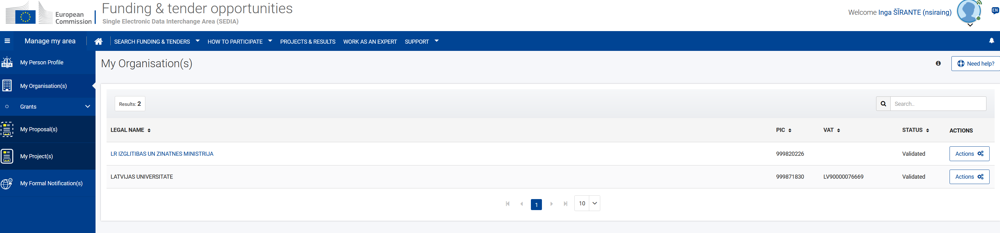 European
Commission
Funding & tender opportunities
Single Electronic Data Interchange Area (SEDIA)
Welcome Inga ŠĪRANTE (nsiraing)
EN
Manage my area
SEARCH FUNDING & TENDERS
HOW TO PARTICIPATE
PROJECTS & RESULTS
WORK AS AN EXPERT
SUPPORT
BETA
My Person Profile
My Organisation(s)
Grants
My Proposal(s)
My Project(s)
My Formal Notification(s)
My Organisation(s)
Need help?
Results: 2
Search..
LEGAL NAME PIC VAT STATUS ACTIONS
LR IZGLITIBAS UN ZINATNES MINISTRIJA 999820226 Validated Actions
LATVIJAS UNIVERSITATE 999871830 LV90000076669 Validated Actions
1 10